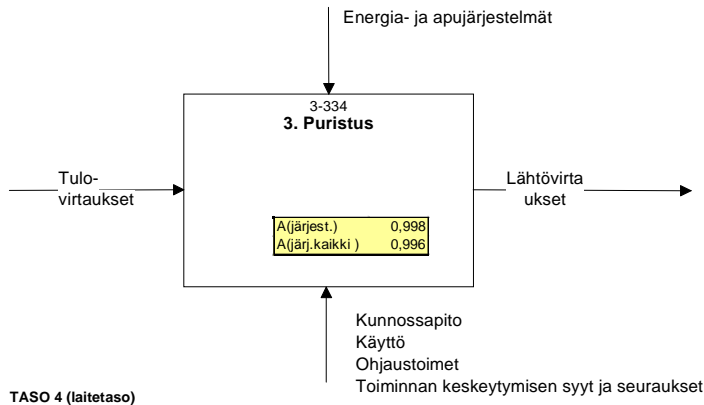 Energia- ja apujärjestelmät
3-334
3. Puristus
Tulo-
virtaukset
Lähtövirta
ukset
A(järjest.) 0,998
A(järj.kaikki ) 0,996
Kunnossapito
Käyttö
Ohjaustoimet
Toiminnan keskeytymisen syyt ja seuraukset
TASO 4 (laitetaso)